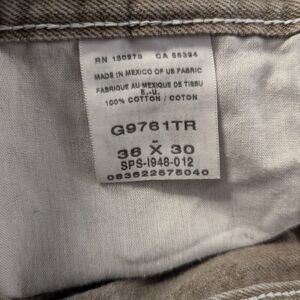 RN 130273 CA 56394
MADE IN MEXICO OF US FABRIC
FABRIQUE AU MEXIQUE DE TISSU
E.-U.
100% COTTON / COTON
G9761TR
36 X 30
SPS-I948-012
083622575040